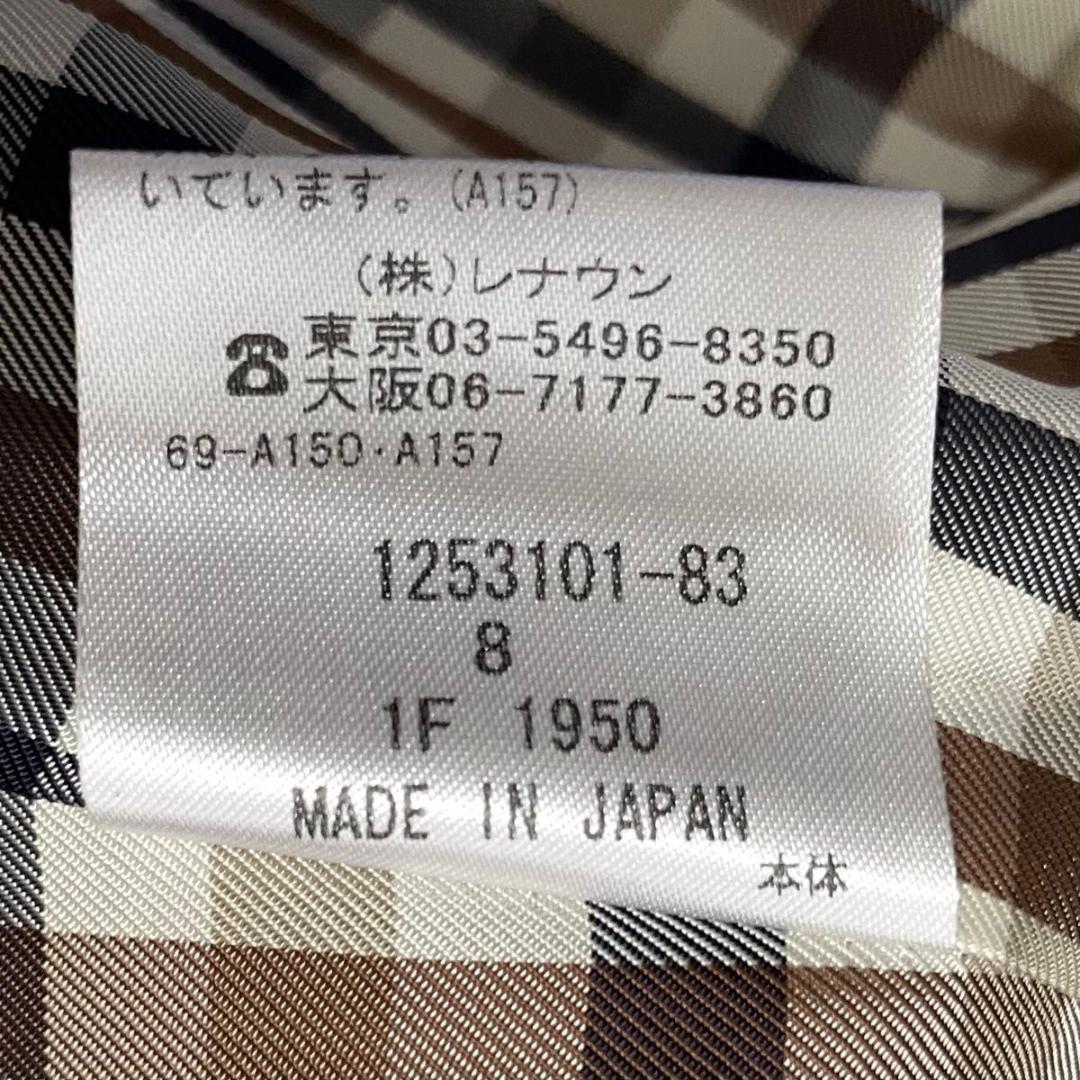 いでいます。(A157)
(株)レナウン
☎東京03-5496-8350
大阪06-7177-3860
69-A150・A157
1253101-83
8
1F 1950
MADE IN JAPAN
本体